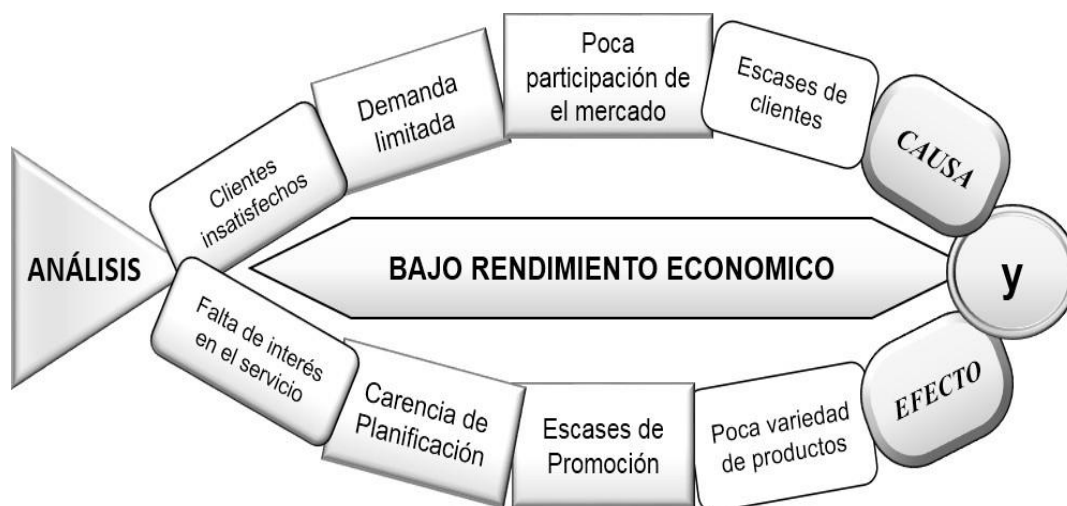 ANÁLISIS
Clientes
insatisfechos
Demanda
limitada
Poca
participación de
el mercado
Escases de
clientes
CAUSA
BAJO RENDIMIENTO ECONOMICO
y
Falta de interés
en el servicio
Carencia de
Planificación
Escases de
Promoción
Poca variedad
de productos
EFECTO